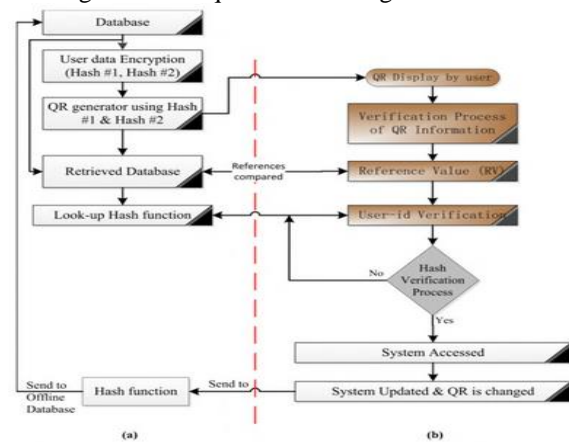 Database
User data Encryption
(Hash #1, Hash #2)
QR generator using Hash
#1 & Hash #2
Retrieved Database
Look-up Hash function
Send to
Offline
Database
Hash function
Send to
(a)
References
compared
QR Display by user
Verification Process
of QR Information
Reference Value (RV)
User-id Verification
No
Hash
Verification
Process
Yes
System Accessed
System Updated & QR is changed
(b)